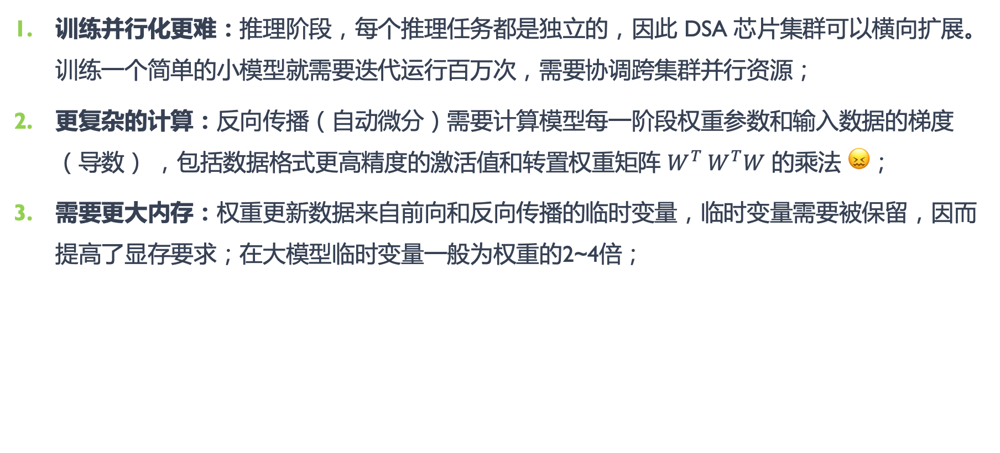 1. 训练并行化更难：推理阶段，每个推理任务都是独立的，因此 DSA 芯片集群可以横向扩展。
训练一个简单的小模型就需要迭代运行百万次，需要协调跨集群并行资源；
2. 更复杂的计算：反向传播（自动微分）需要计算模型每一阶段权重参数和输入数据的梯度
（导数），包括数据格式更高精度的激活值和转置权重矩阵 𝑊ᵀ 𝑊ᵀ𝑊 的乘法 😖；
3. 需要更大内存：权重更新数据来自前向和反向传播的临时变量，临时变量需要被保留，因而
提高了显存要求；在大模型临时变量一般为权重的2~4倍；